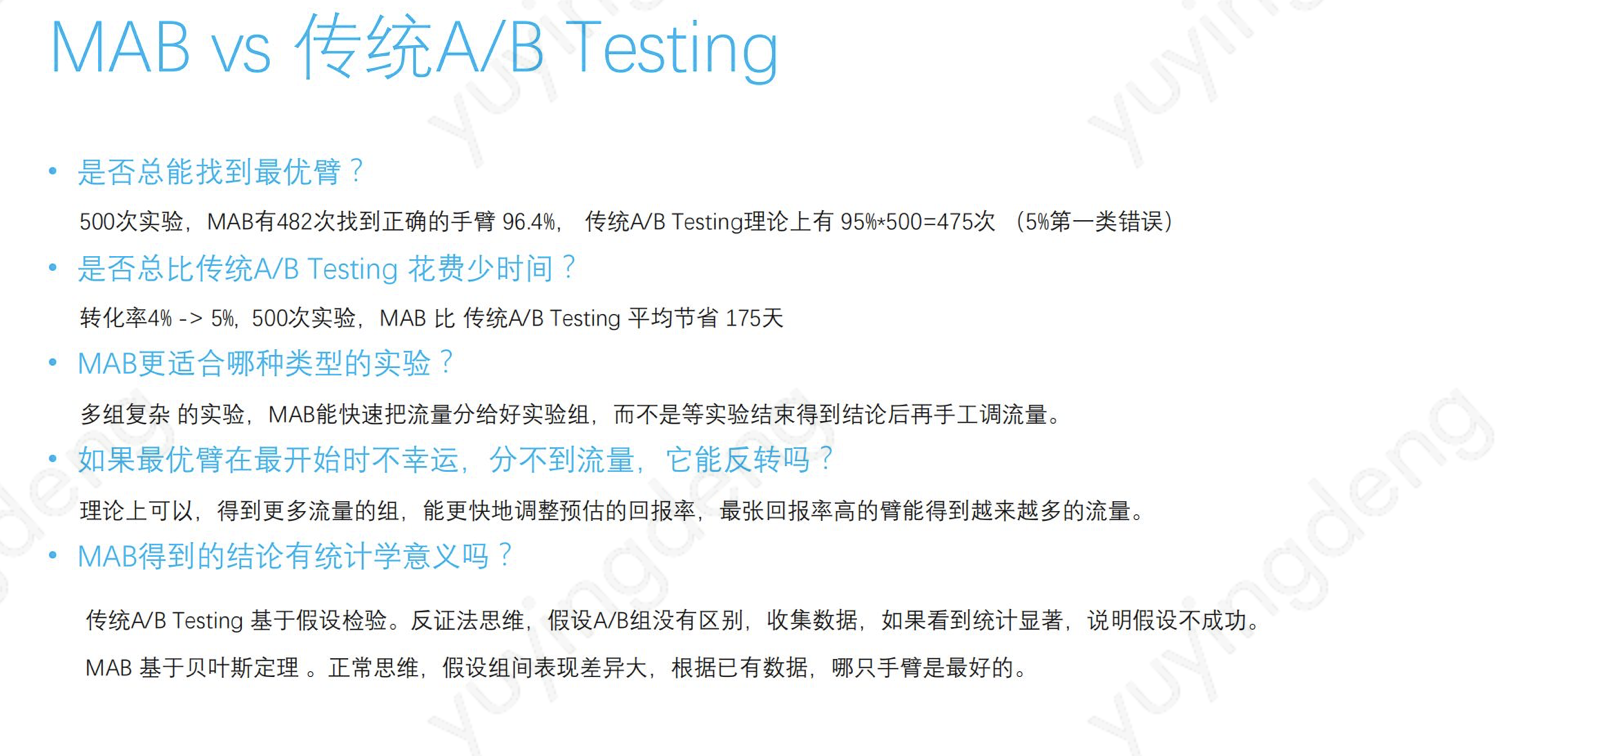 MAB vs 传统A/B Testing
• 是否总能找到最优臂？
500次实验，MAB有482次找到正确的手臂 96.4%， 传统A/B Testing理论上有 95%*500=475次 （5%第一类错误）
• 是否总比传统A/B Testing 花费少时间？
转化率4% -> 5%, 500次实验，MAB 比 传统A/B Testing 平均节省 175天
• MAB更适合哪种类型的实验？
多组复杂 的实验，MAB能快速把流量分给好实验组，而不是等实验结束得到结论后再手工调流量。
• 如果最优臂在最开始时不幸运，分不到流量，它能反转吗？
理论上可以，得到更多流量的组，能更快地调整预估的回报率，最张回报率高的臂能得到越来越多的流量。
• MAB得到的结论有统计学意义吗？
传统A/B Testing 基于假设检验。反证法思维，假设A/B组没有区别，收集数据，如果看到统计显著，说明假设不成功。
MAB 基于贝叶斯定理 。正常思维，假设组间表现差异大，根据已有数据，哪只手臂是最好的。
yuyingdeng
yuyingdeng
yuyingdeng
yuyingdeng
yuyingdeng